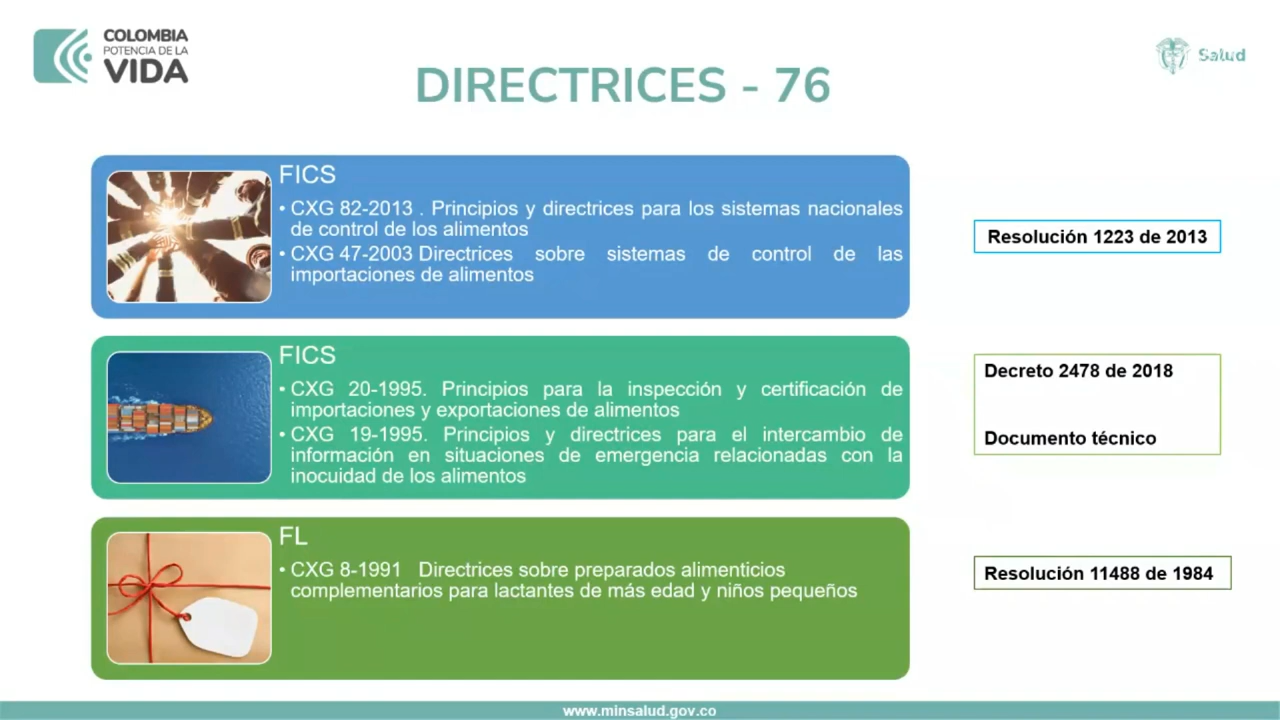 COLOMBIA
POTENCIA DE LA
VIDA
Salud
DIRECTRICES - 76
FICS
• CXG 82-2013 . Principios y directrices para los sistemas nacionales
de control de los alimentos
• CXG 47-2003 Directrices sobre sistemas de control de las
importaciones de alimentos
Resolución 1223 de 2013
FICS
• CXG 20-1995. Principios para la inspección y certificación de
importaciones y exportaciones de alimentos
• CXG 19-1995. Principios y directrices para el intercambio de
información en situaciones de emergencia relacionadas con la
inocuidad de los alimentos
Decreto 2478 de 2018
Documento técnico
FL
• CXG 8-1991 Directrices sobre preparados alimenticios
complementarios para lactantes de más edad y niños pequeños
Resolución 11488 de 1984
www.minsalud.gov.co